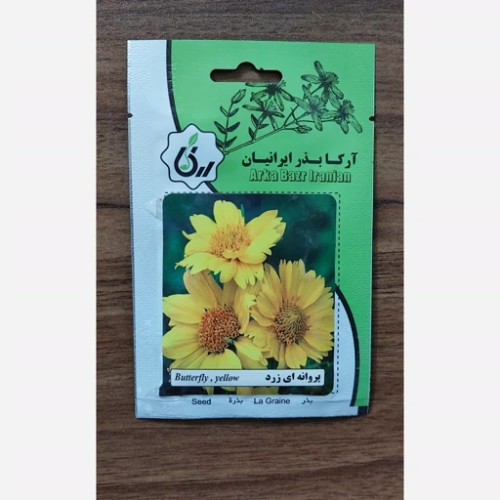 آرکا بذر ایرانیان
Arka Bazr Iranian
Butterfly , yellow پروانه ای زرد
Seed بذرة La Graine بذر